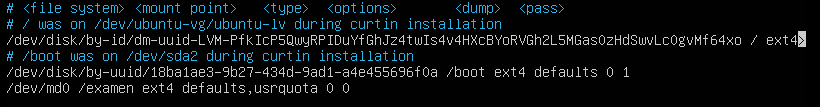 # <file system> <mount point>   <type>  <options>       <dump>  <pass>
# / was on /dev/ubuntu-vg/ubuntu-lv during curtin installation
/dev/disk/by-id/dm-uuid-LVM-PfkIcP5QwyRPIDuYfGhJz4twIs4v4HXcBYoRVGh2L5MGasOzHdSwvLc0gvMf64xo / ext4>
# /boot was on /dev/sda2 during curtin installation
/dev/disk/by-uuid/18ba1ae3-9b27-434d-9ad1-a4e455696f0a /boot ext4 defaults 0 1
/dev/md0 /examen ext4 defaults,usrquota 0 0